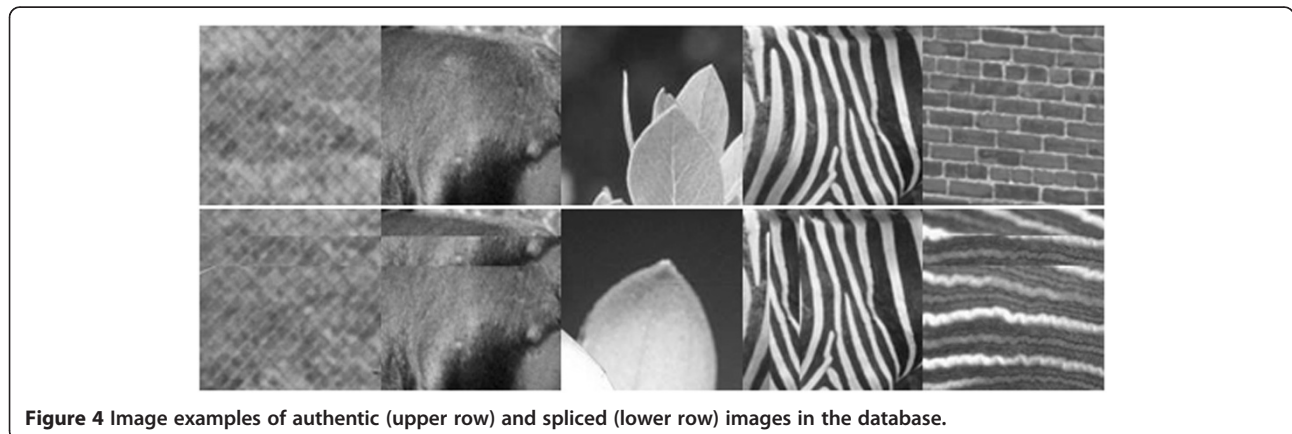 Figure 4 Image examples of authentic (upper row) and spliced (lower row) images in the database.